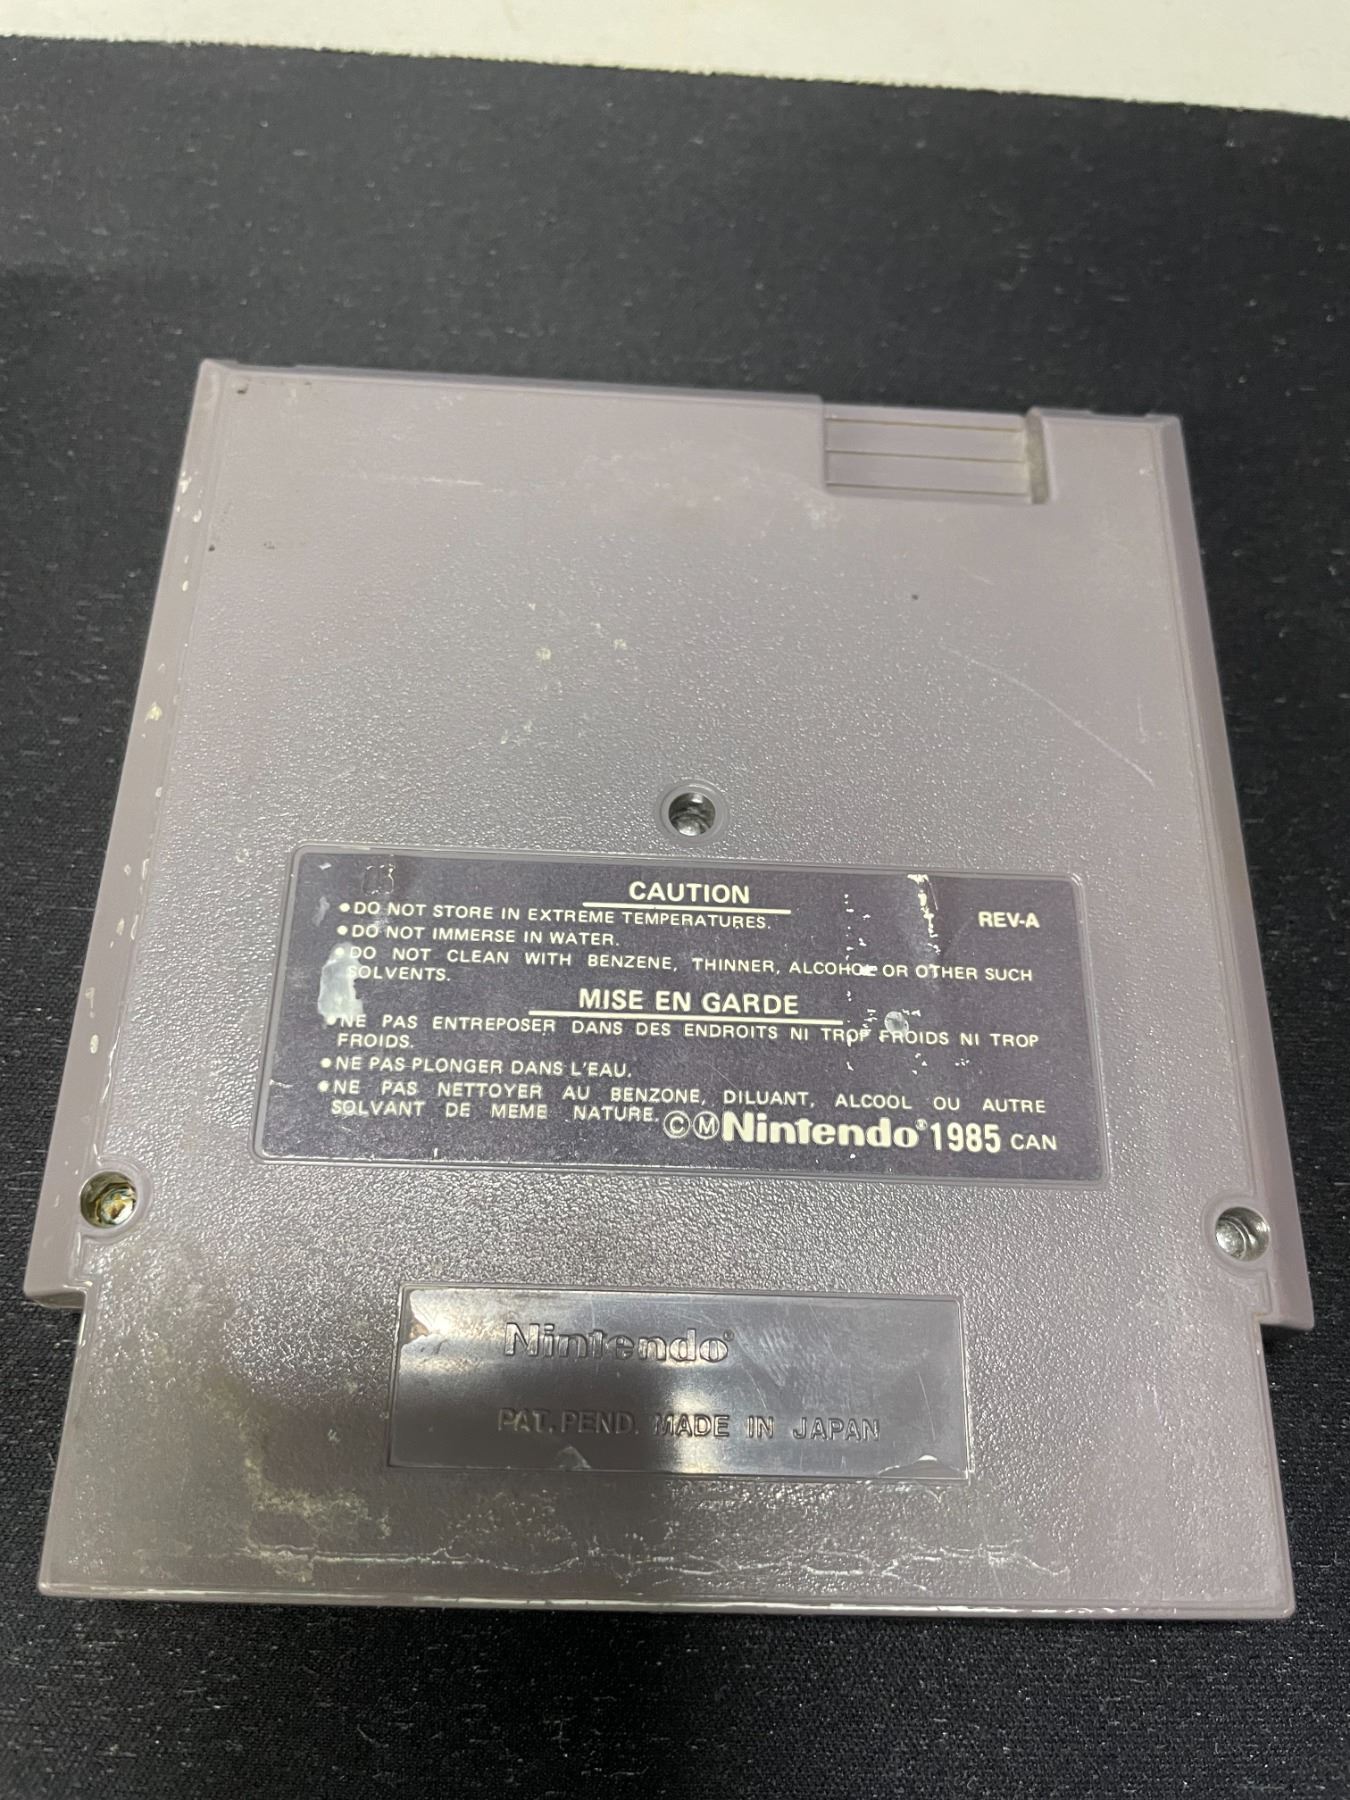 CAUTION
REV-A
●DO NOT STORE IN EXTREME TEMPERATURES.
●DO NOT IMMERSE IN WATER.
●DO NOT CLEAN WITH BENZENE, THINNER, ALCOHOL OR OTHER SUCH
SOLVENTS.
MISE EN GARDE
●NE PAS ENTREPOSER DANS DES ENDROITS NI TROP FROIDS NI TROP
FROIDS.
●NE PAS PLONGER DANS L'EAU.
●NE PAS NETTOYER AU BENZONE, DILUANT, ALCOOL OU AUTRE
SOLVANT DE MEME NATURE.
ⒸⓂNintendo® 1985 CAN
Nintendo®
PAT. PEND. MADE IN JAPAN